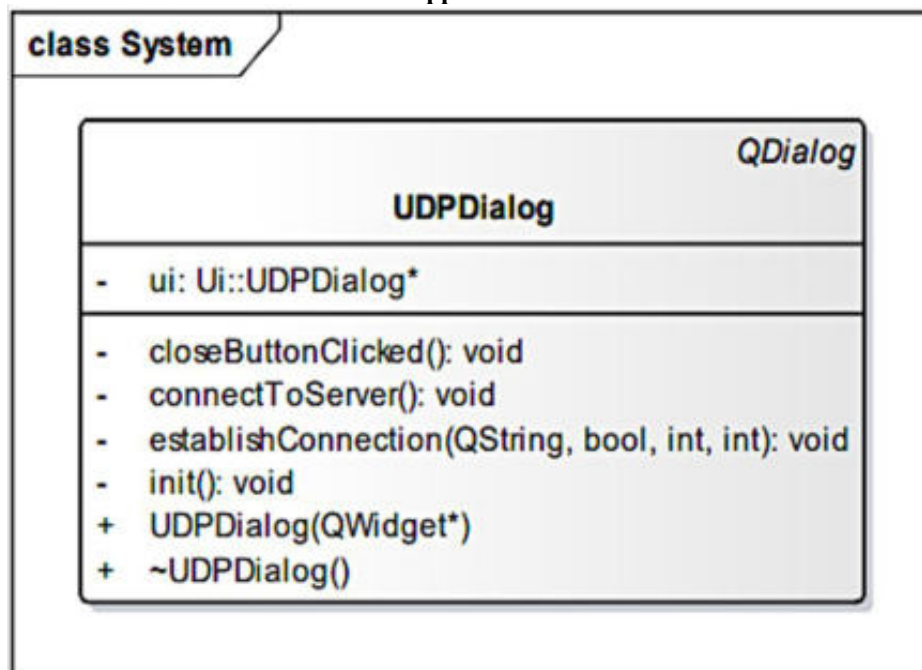 class System
QDialog
UDPDialog
- ui: Ui::UDPDialog*
- closeButtonClicked(): void
- connectToServer(): void
- establishConnection(QString, bool, int, int): void
- init(): void
+ UDPDialog(QWidget*)
+ ~UDPDialog()